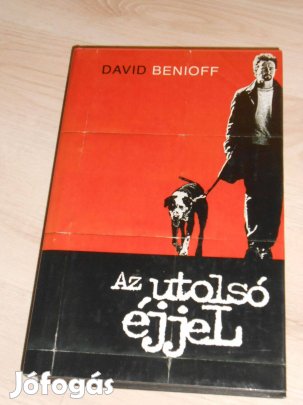 DAVID BENIOFF
Az utolsó
éjjeL
Jófogás